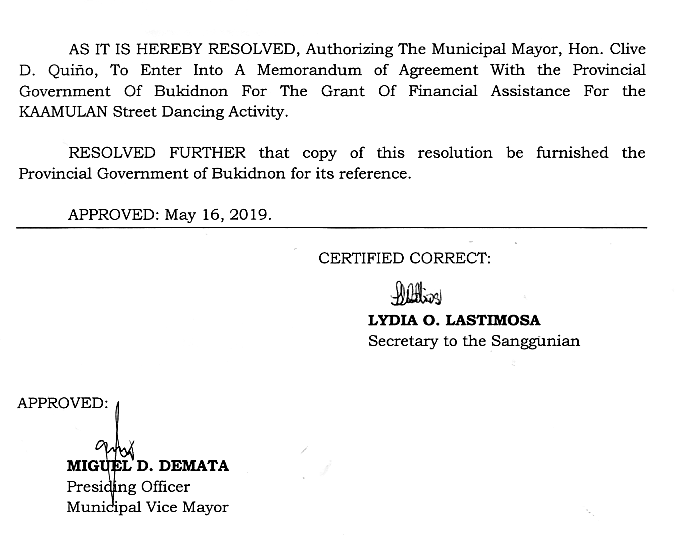 AS IT IS HEREBY RESOLVED, Authorizing The Municipal Mayor, Hon. Clive
D. Quiño, To Enter Into A Memorandum of Agreement With the Provincial
Government Of Bukidnon For The Grant Of Financial Assistance For the
KAAMULAN Street Dancing Activity.
RESOLVED FURTHER that copy of this resolution be furnished the
Provincial Government of Bukidnon for its reference.
APPROVED: May 16, 2019.
CERTIFIED CORRECT:
LYDIA O. LASTIMOSA
Secretary to the Sanggunian
APPROVED:
MIGUEL D. DEMATA
Presiding Officer
Municipal Vice Mayor